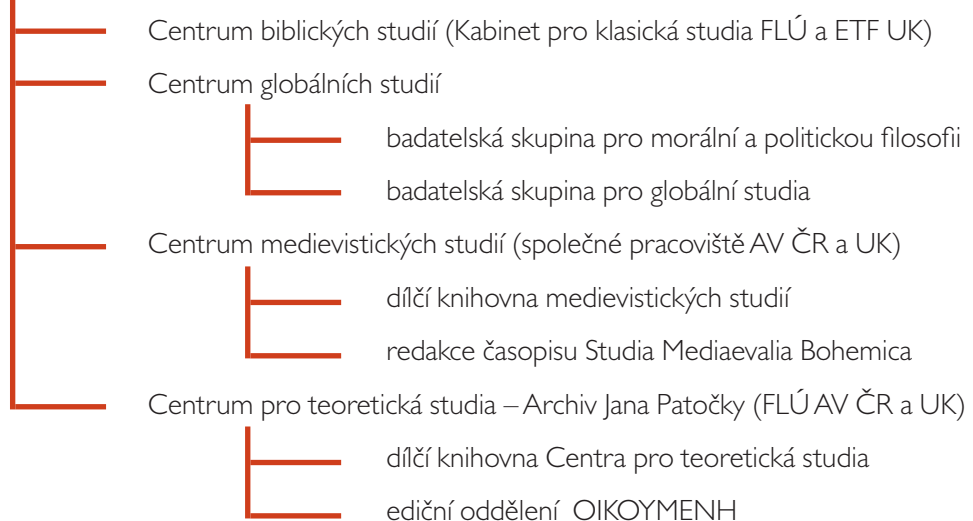 Centrum biblických studií (Kabinet pro klasická studia FLÚ a ETF UK)
Centrum globálních studií
badatelská skupina pro morální a politickou filosofii
badatelská skupina pro globální studia
Centrum medievistických studií (společné pracoviště AV ČR a UK)
dílčí knihovna medievistických studií
redakce časopisu Studia Mediaevalia Bohemica
Centrum pro teoretická studia – Archiv Jana Patočky (FLÚ AV ČR a UK)
dílčí knihovna Centra pro teoretická studia
ediční oddělení OIKOYMENH